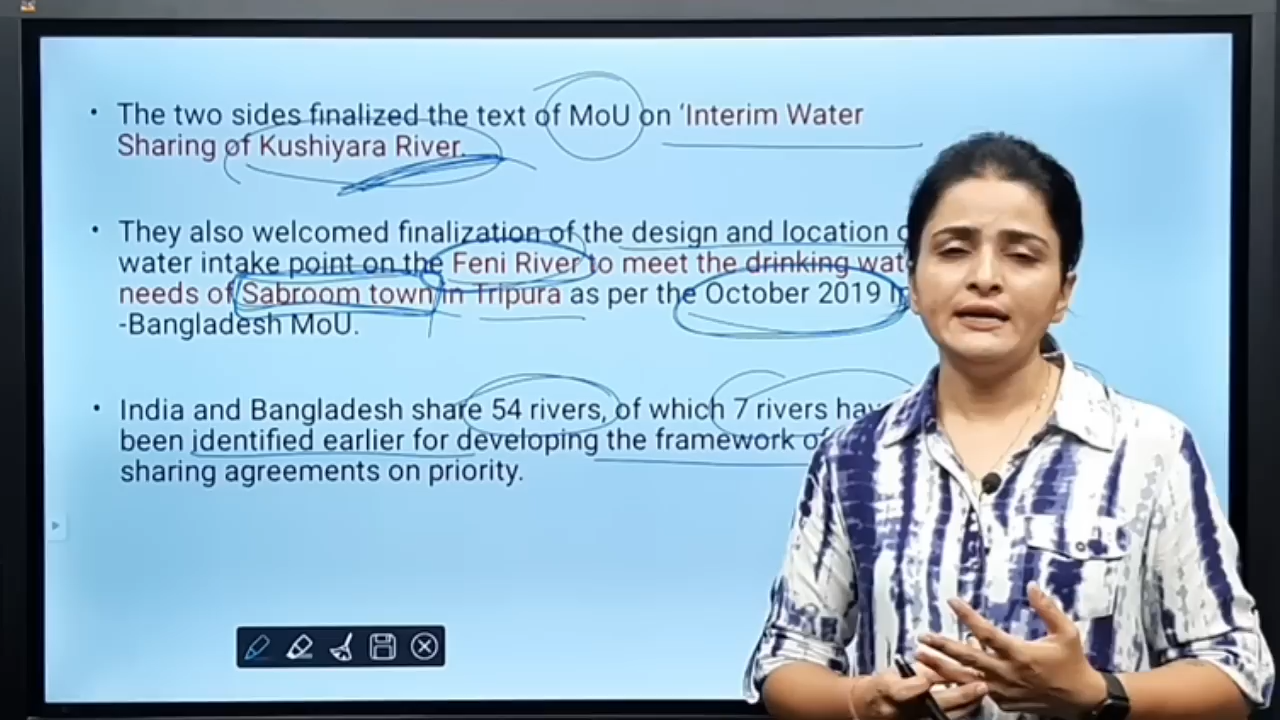 • The two sides finalized the text of MoU on ‘Interim Water
Sharing of Kushiyara River.
• They also welcomed finalization of the design and location
water intake point on the Feni River to meet the drinking
needs of Sabroom town in Tripura as per the October 2019
-Bangladesh MoU.
• India and Bangladesh share 54 rivers, of which 7 rivers
been identified earlier for developing the framework of
sharing agreements on priority.